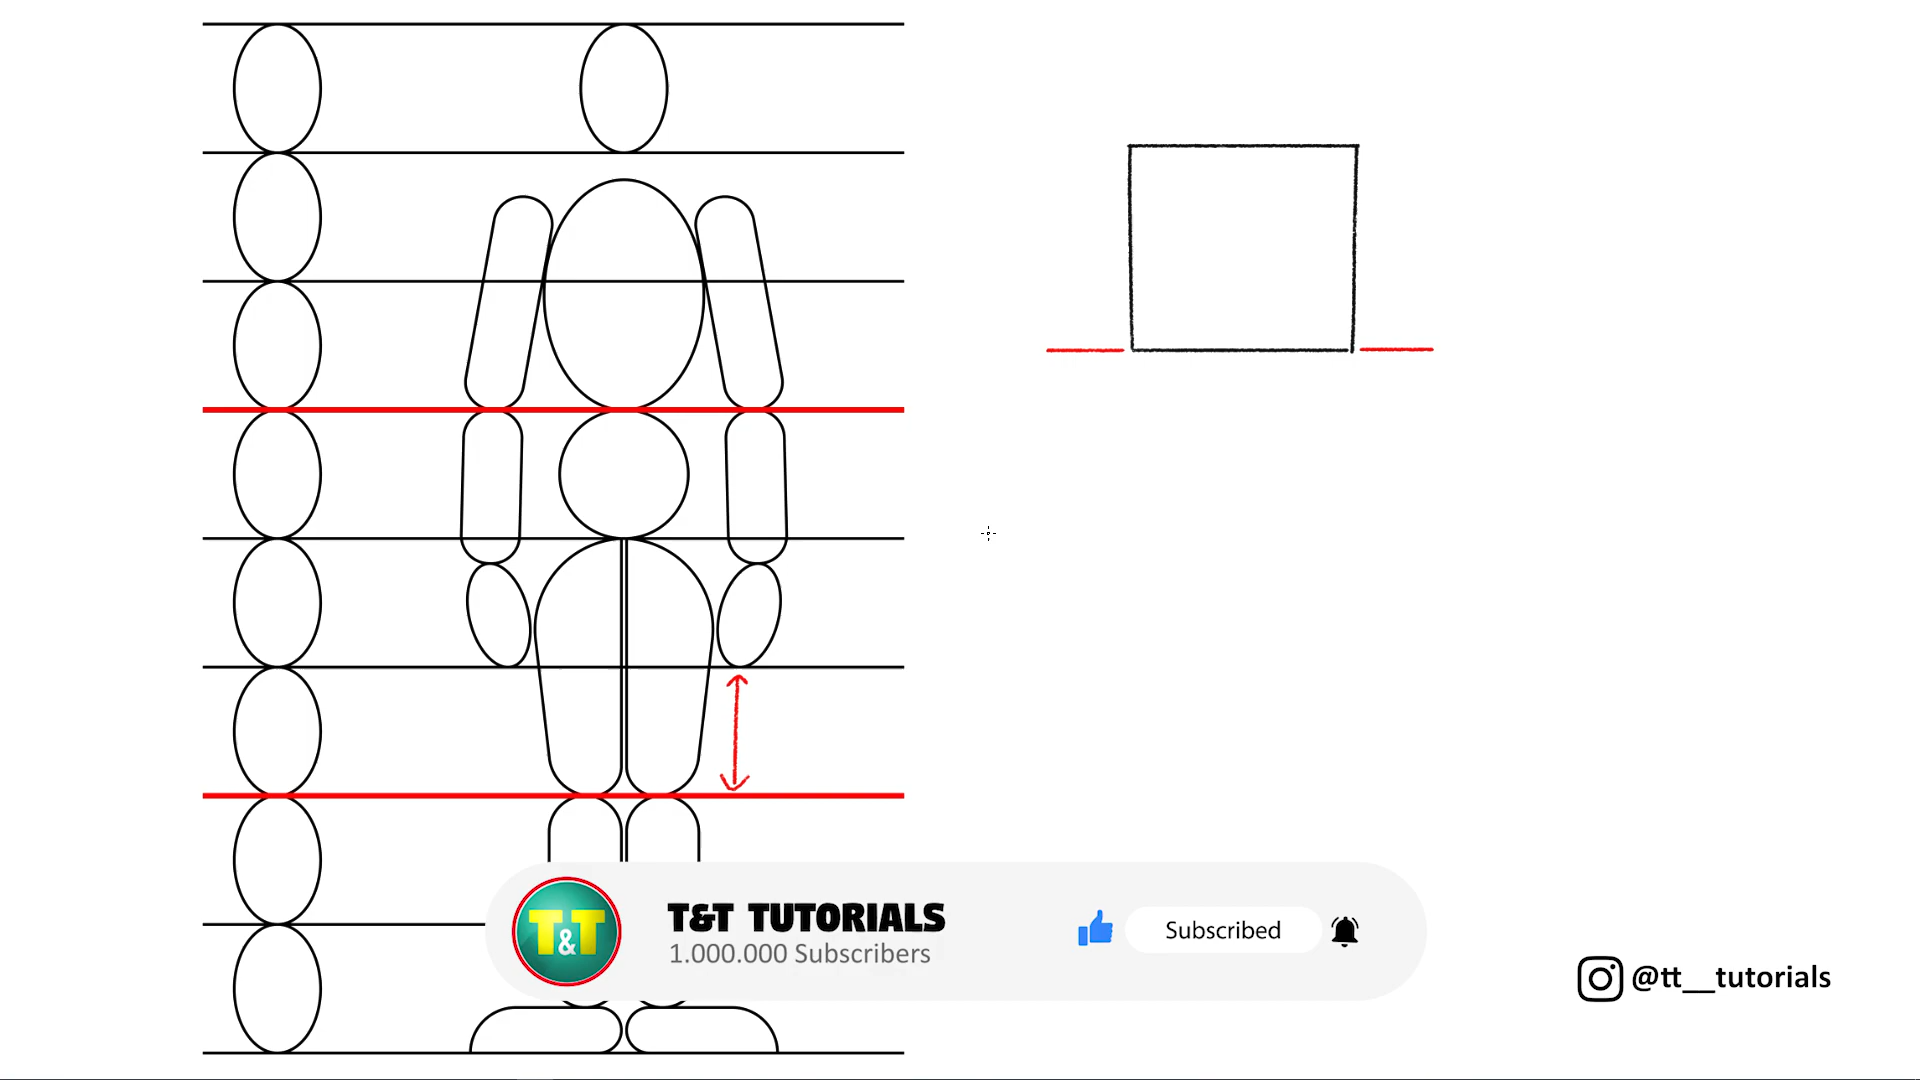 T&T
T&T TUTORIALS
1.000.000 Subscribers
Subscribed
@tt__tutorials